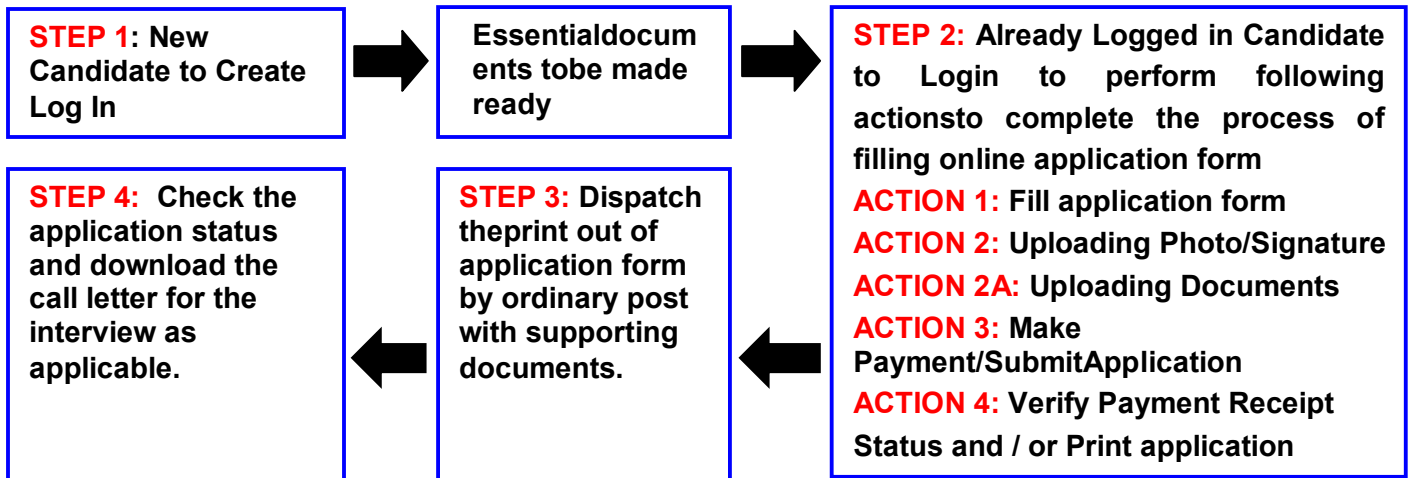 STEP 1: New
Candidate to Create
Log In
Essentialdocum
ents tobe made
ready
STEP 2: Already Logged in Candidate
to Login to perform following
actionsto complete the process of
filling online application form
ACTION 1: Fill application form
ACTION 2: Uploading Photo/Signature
ACTION 2A: Uploading Documents
ACTION 3: Make
Payment/SubmitApplication
ACTION 4: Verify Payment Receipt
Status and / or Print application
STEP 3: Dispatch
theprint out of
application form
by ordinary post
with supporting
documents.
STEP 4: Check the
application status
and download the
call letter for the
interview as
applicable.